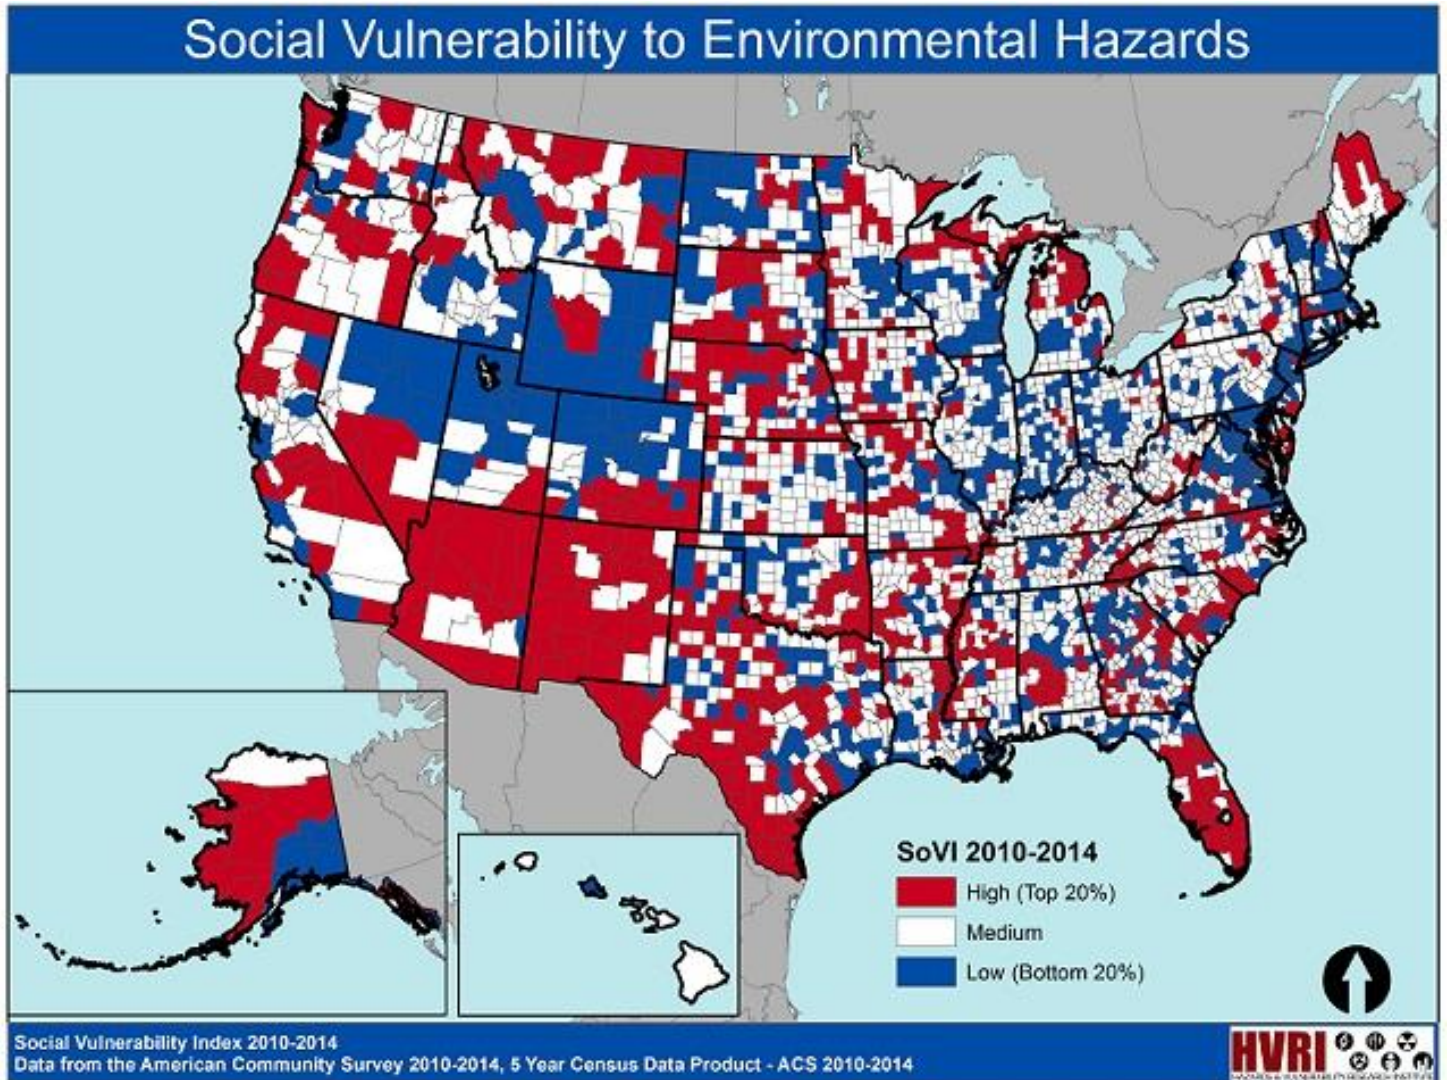 Social Vulnerability to Environmental Hazards
SoVI 2010-2014
High (Top 20%)
Medium
Low (Bottom 20%)
Social Vulnerability Index 2010-2014
Data from the American Community Survey 2010-2014, 5 Year Census Data Product - ACS 2010-2014
HVRI